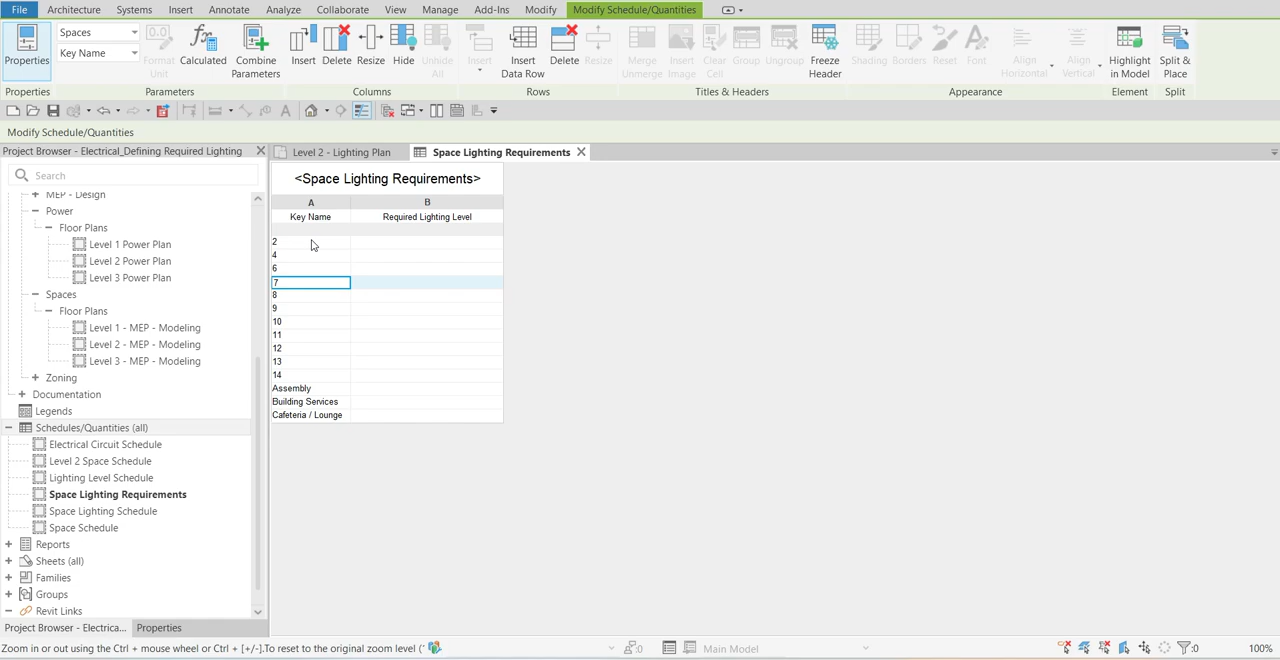 File Architecture Systems Insert Annotate Analyze Collaborate View Manage Add-Ins Modify Modify Schedule/Quantities
Properties
Spaces
Key Name
Format Unit
Calculated
Combine Parameters
Insert
Delete
Resize
Hide
Unhide All
Insert
Insert Data Row
Delete
Resize
Merge Unmerge
Insert Image
Clear Cell
Group
Ungroup
Freeze Header
Shading
Borders
Reset
Font
Align Horizontal
Align Vertical
Highlight in Model
Split & Place
Properties Parameters Columns Rows Titles & Headers Appearance Element Split
Modify Schedule/Quantities
Project Browser - Electrical_Defining Required Lighting
Search
MEP - Design
Power
Floor Plans
Level 1 Power Plan
Level 2 Power Plan
Level 3 Power Plan
Spaces
Floor Plans
Level 1 - MEP - Modeling
Level 2 - MEP - Modeling
Level 3 - MEP - Modeling
Zoning
Documentation
Legends
Schedules/Quantities (all)
Electrical Circuit Schedule
Level 2 Space Schedule
Lighting Level Schedule
Space Lighting Requirements
Space Lighting Schedule
Space Schedule
Reports
Sheets (all)
Families
Groups
Revit Links
Project Browser - Electrica... Properties
Level 2 - Lighting Plan Space Lighting Requirements
<Space Lighting Requirements>
A B
Key Name Required Lighting Level
2
4
6
7
8
9
10
11
12
13
14
Assembly
Building Services
Cafeteria / Lounge
Zoom in or out using the Ctrl + mouse wheel or Ctrl + [+/-].To reset to the original zoom level (' :0 Main Model :0 100%